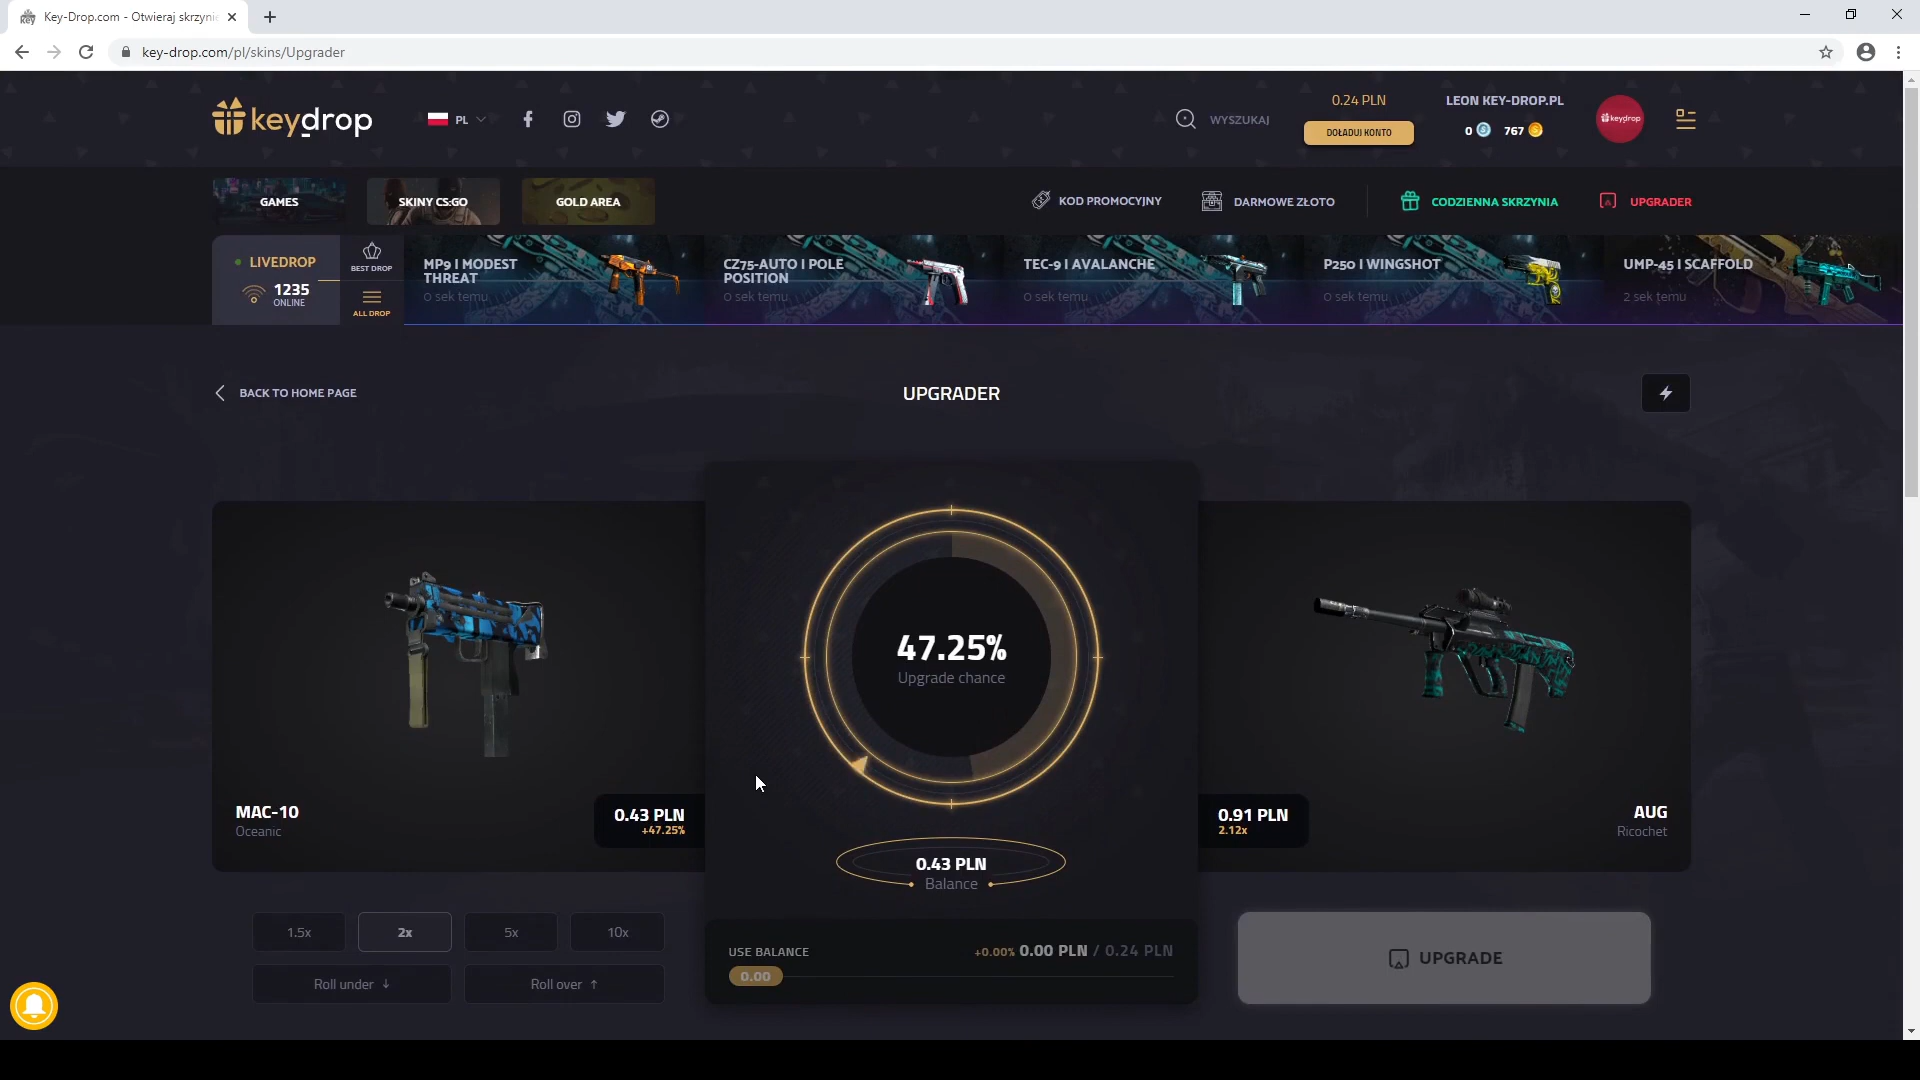 Key-Drop.com - Otwieraj skrzynie
key-drop.com/pl/skins/Upgrader
keydrop
PL
WYSZUKAJ
0.24 PLN
DOŁADUJ KONTO
LEON KEY-DROP.PL
0 767
keydrop
GAMES
SKINY CS:GO
GOLD AREA
KOD PROMOCYJNY
DARMOWE ZŁOTO
CODZIENNA SKRZYNIA
UPGRADER
LIVEDROP
1235
ONLINE
BEST DROP
ALL DROP
MP9 | MODEST
THREAT
0 sek temu
CZ75-AUTO | POLE
POSITION
0 sek temu
TEC-9 | AVALANCHE
0 sek temu
P250 | WINGSHOT
0 sek temu
UMP-45 | SCAFFOLD
2 sek temu
BACK TO HOME PAGE
UPGRADER
47.25%
Upgrade chance
MAC-10
Oceanic
0.43 PLN
+47.25%
0.91 PLN
2.12x
AUG
Ricochet
0.43 PLN
Balance
1.5x
2x
5x
10x
Roll under ↓
Roll over ↑
USE BALANCE
+0.00% 0.00 PLN / 0.24 PLN
0.00
UPGRADE